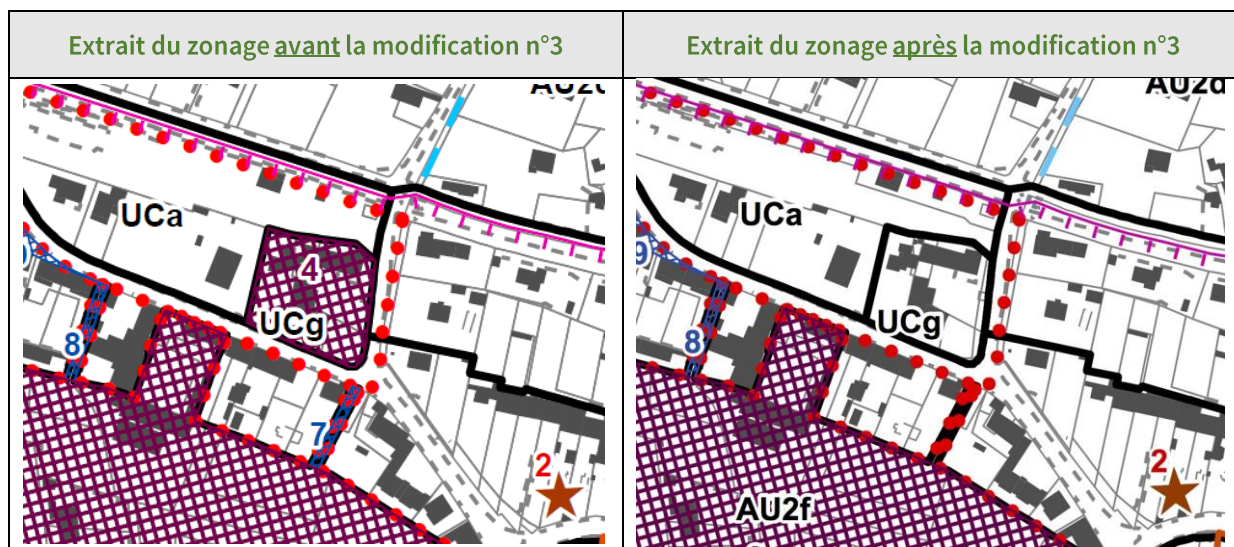 Extrait du zonage avant la modification n°3
Extrait du zonage après la modification n°3
UCa
4
UCg
8
7
2
AU2d
UCa
9
UCg
8
2
AU2f